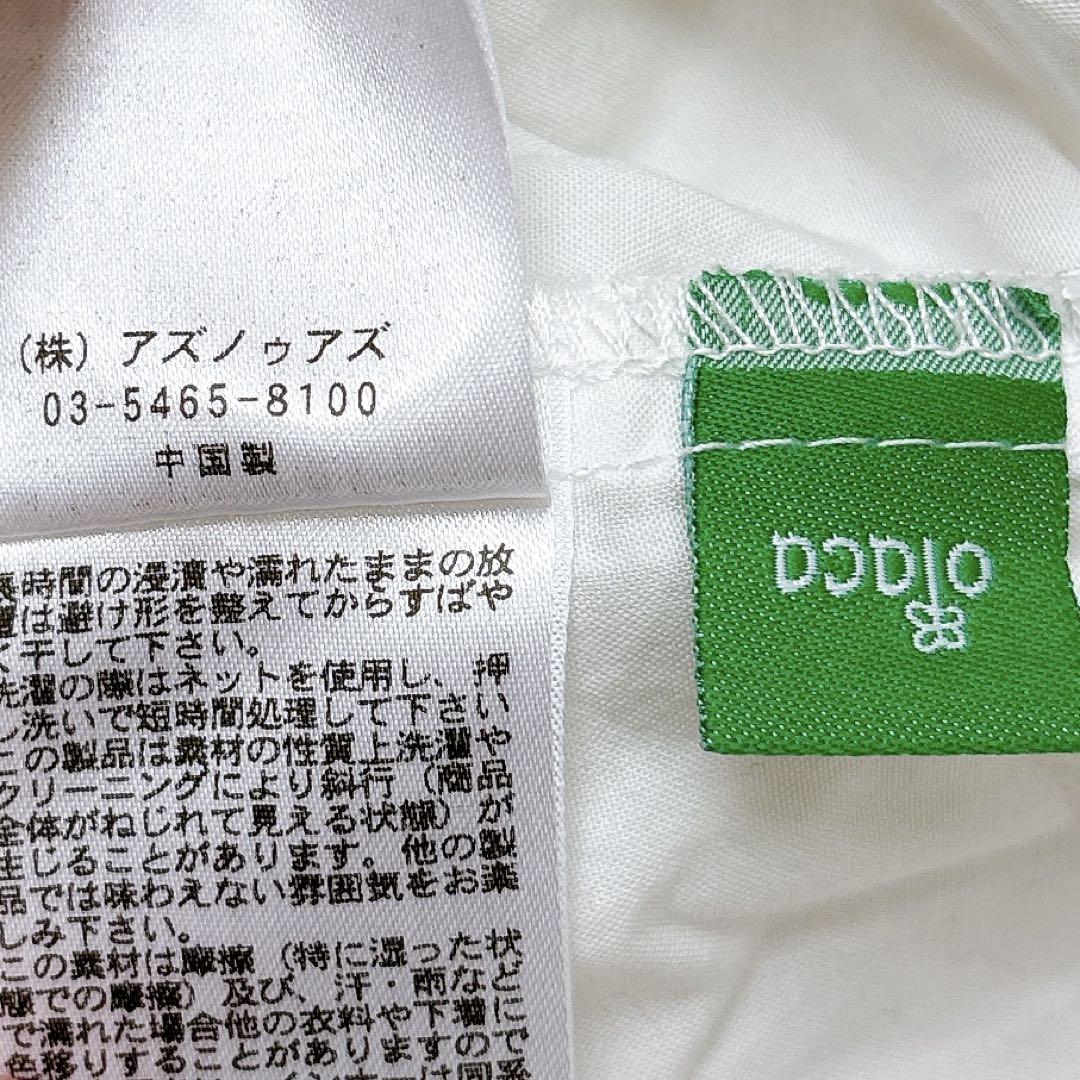 (株) アズノゥアズ
03-5465-8100
中国製
長時間の浸漬や濡れたままの放
置は避け形を整えてからすばや
く干して下さい。
洗濯の際はネットを使用し、押
し洗いで短時間処理して下さい
この製品は素材の性質上洗濯や
クリーニングにより斜行（商品
全体がねじれて見える状態）が
生じることがあります。他の製
品では味わえない雰囲気をお楽
しみ下さい。
この素材は摩擦（特に湿った状
態での摩擦）及び、汗・雨など
で濡れた場合他の衣料や下着に
色移りすることがありますので
は同系
olaca